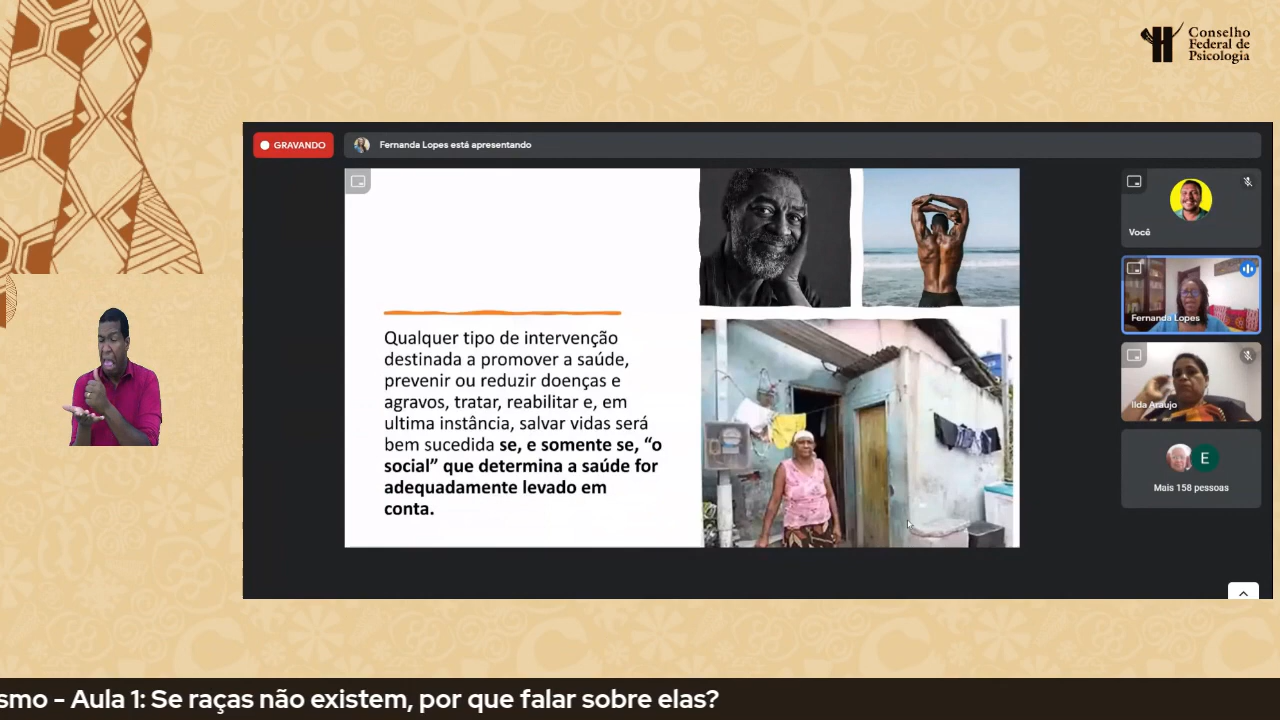 Conselho
Federal de
Psicologia
GRAVANDO
Fernanda Lopes está apresentando
Você
Fernanda Lopes
Ilda Araujo
E
Mais 158 pessoas
Qualquer tipo de intervenção
destinada a promover a saúde,
prevenir ou reduzir doenças e
agravos, tratar, reabilitar e, em
ultima instância, salvar vidas será
bem sucedida se, e somente se, “o
social” que determina a saúde for
adequadamente levado em
conta.
smo - Aula 1: Se raças não existem, por que falar sobre elas?